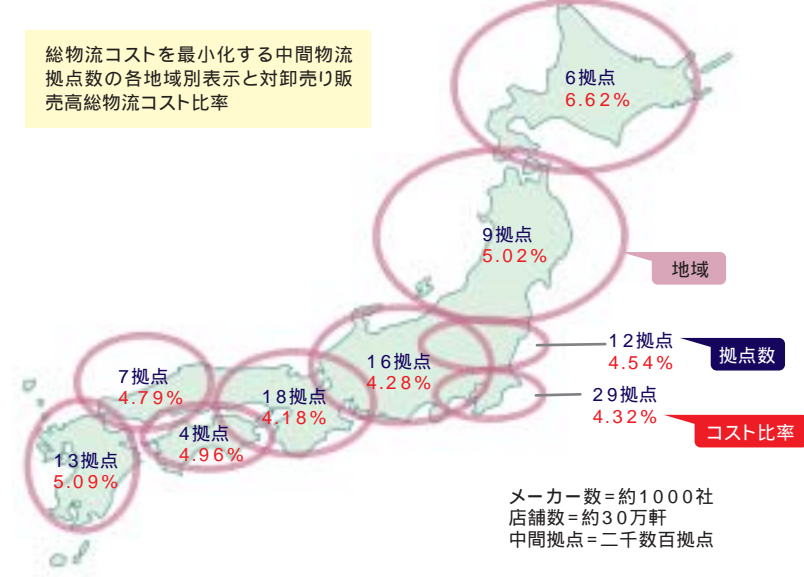 総物流コストを最小化する中間物流
拠点数の各地域別表示と対卸売り販
売高総物流コスト比率
6拠点
6.62%
9拠点
5.02%
地域
12拠点
4.54%
拠点数
16拠点
4.28%
7拠点
4.79%
18拠点
4.18%
29拠点
4.32%
コスト比率
4拠点
4.96%
13拠点
5.09%
メーカー数=約1000社
店舗数=約30万軒
中間拠点=二千数百拠点